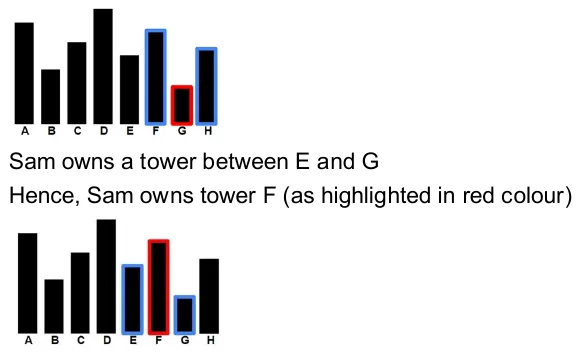 A B C D E F G H
Sam owns a tower between E and G
Hence, Sam owns tower F (as highlighted in red colour)
A B C D E F G H